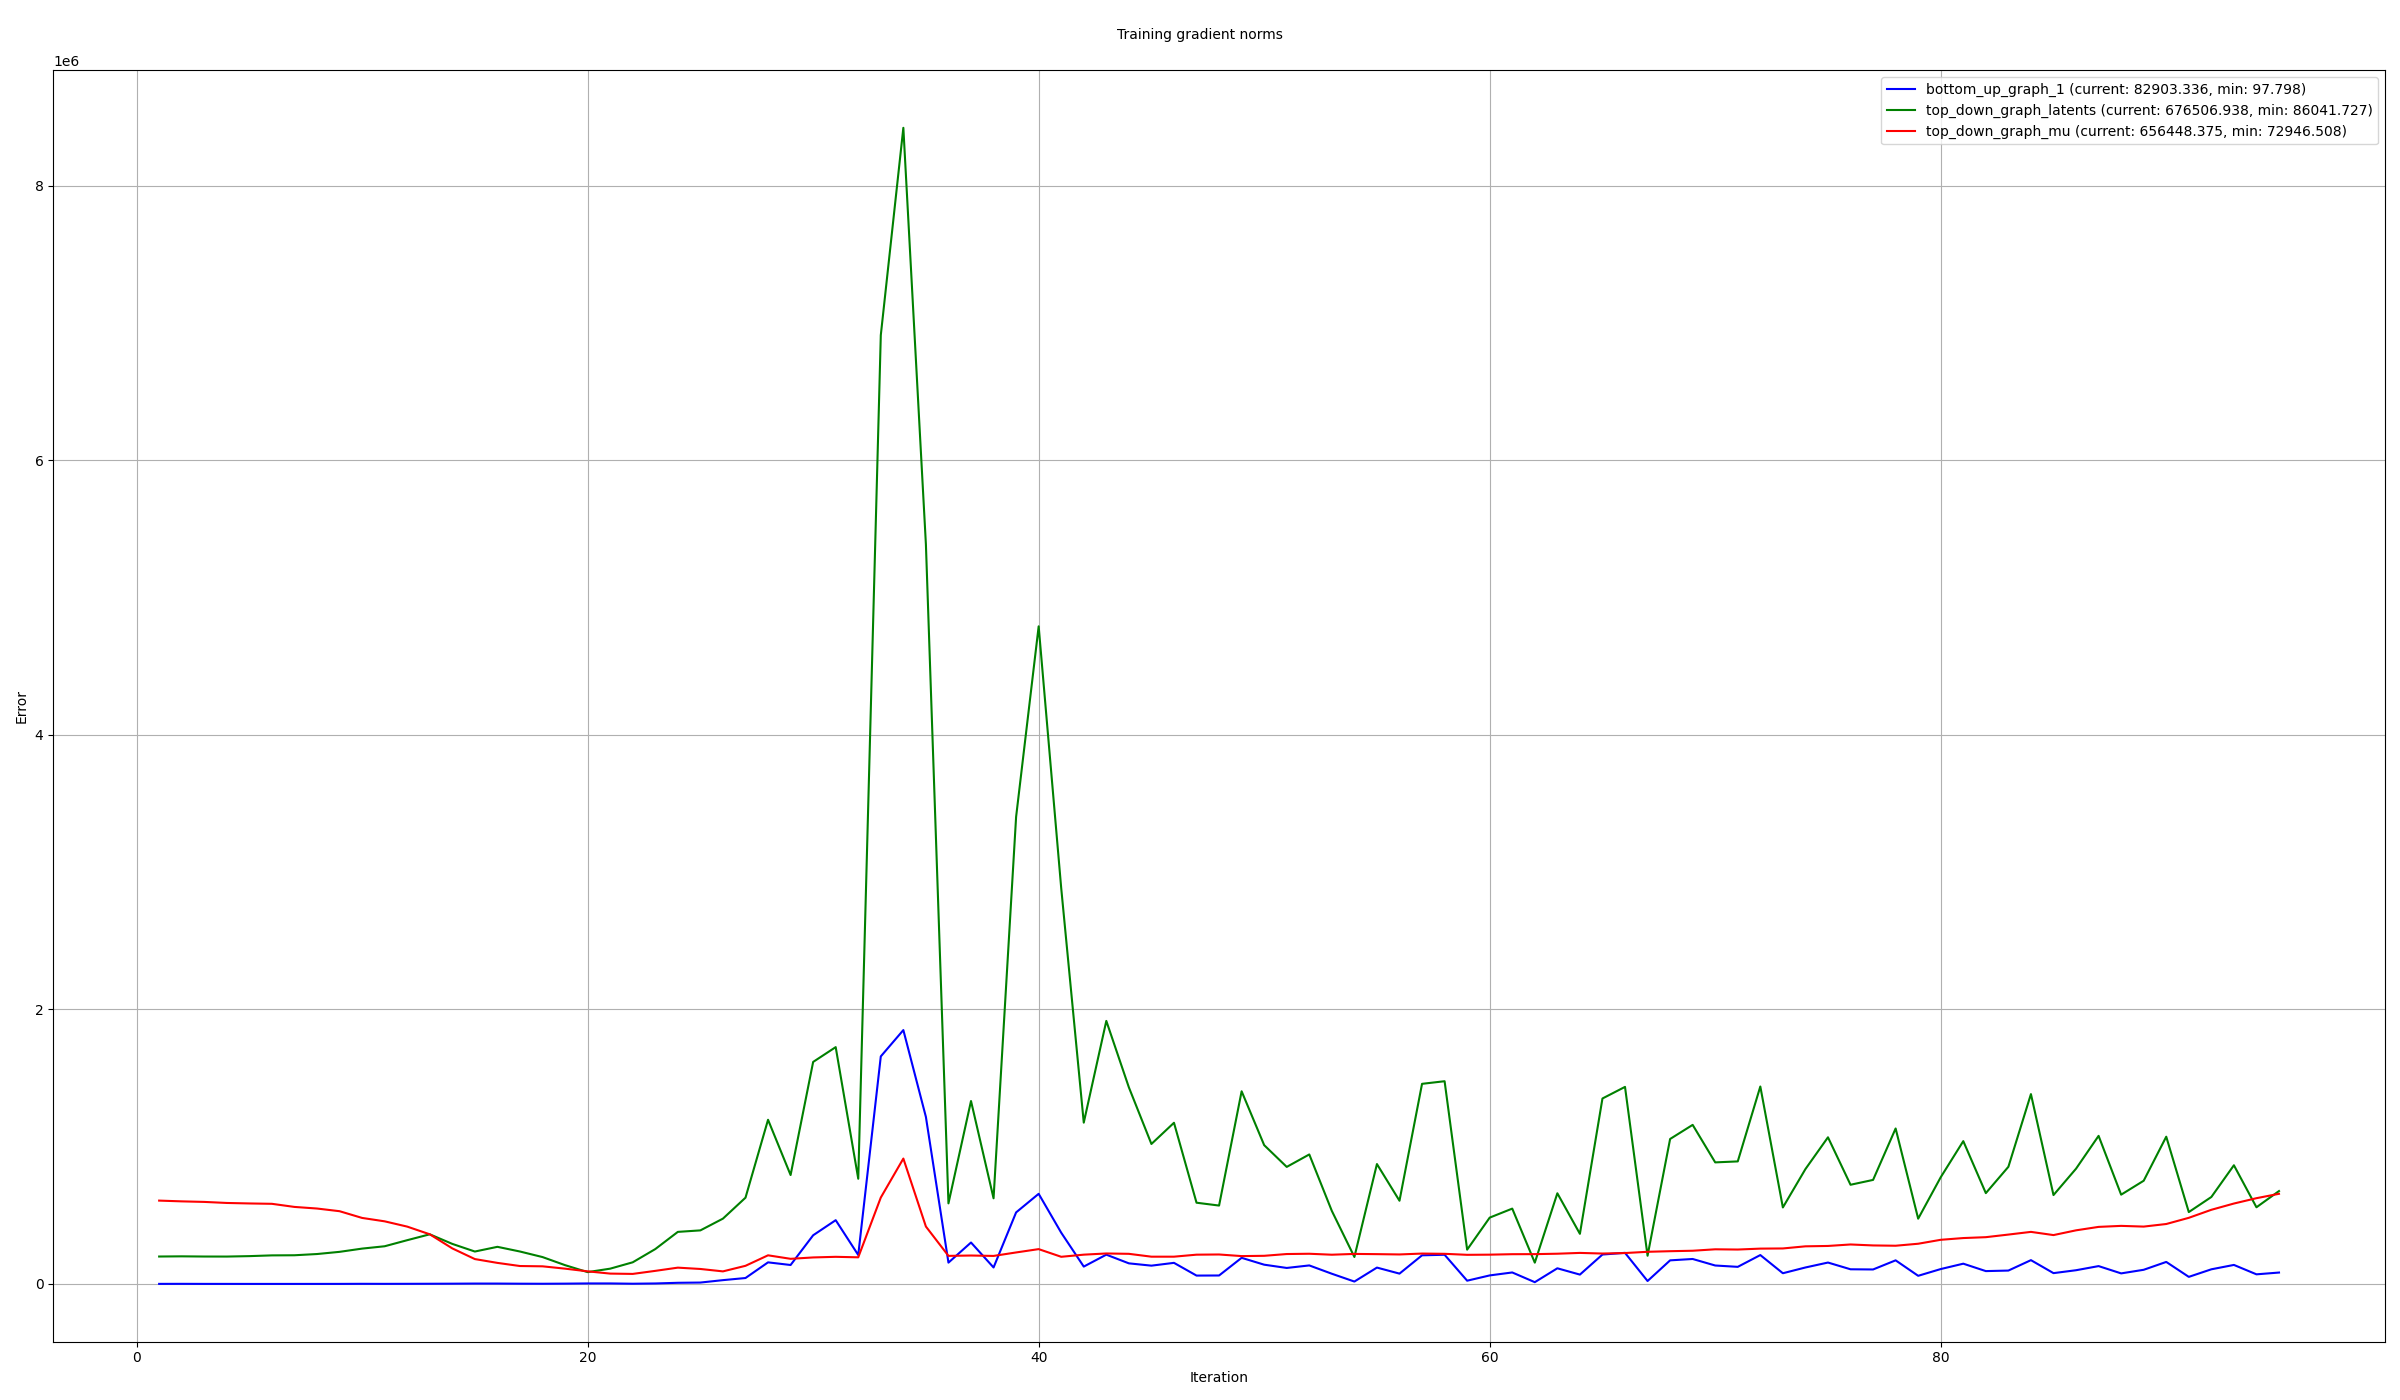 Training gradient norms
1e6
bottom_up_graph_1 (current: 82903.336, min: 97.798)
top_down_graph_latents (current: 676506.938, min: 86041.727)
top_down_graph_mu (current: 656448.375, min: 72946.508)
8
6
4
2
0
Error
0 20 40 60 80
Iteration